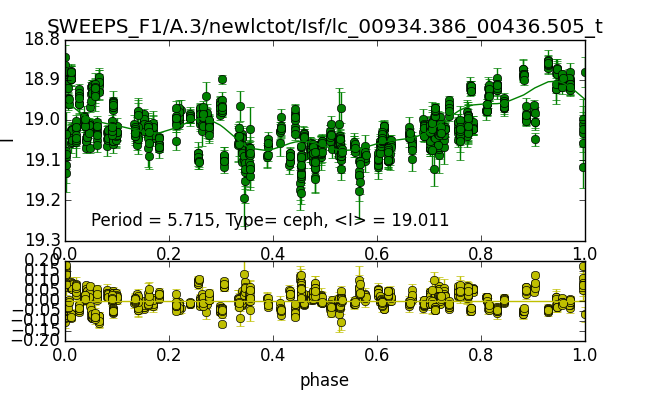 SWEEPS_F1/A.3/newlctot/Isf/lc_00934.386_00436.505_t
18.8
18.9
19.0
19.1
19.2
19.3
I
Period = 5.715, Type= ceph, <I> = 19.011
0.0 0.2 0.4 0.6 0.8 1.0
0.20
0.15
0.10
0.05
0.00
−0.05
−0.10
−0.15
−0.20
0.0 0.2 0.4 0.6 0.8 1.0
phase